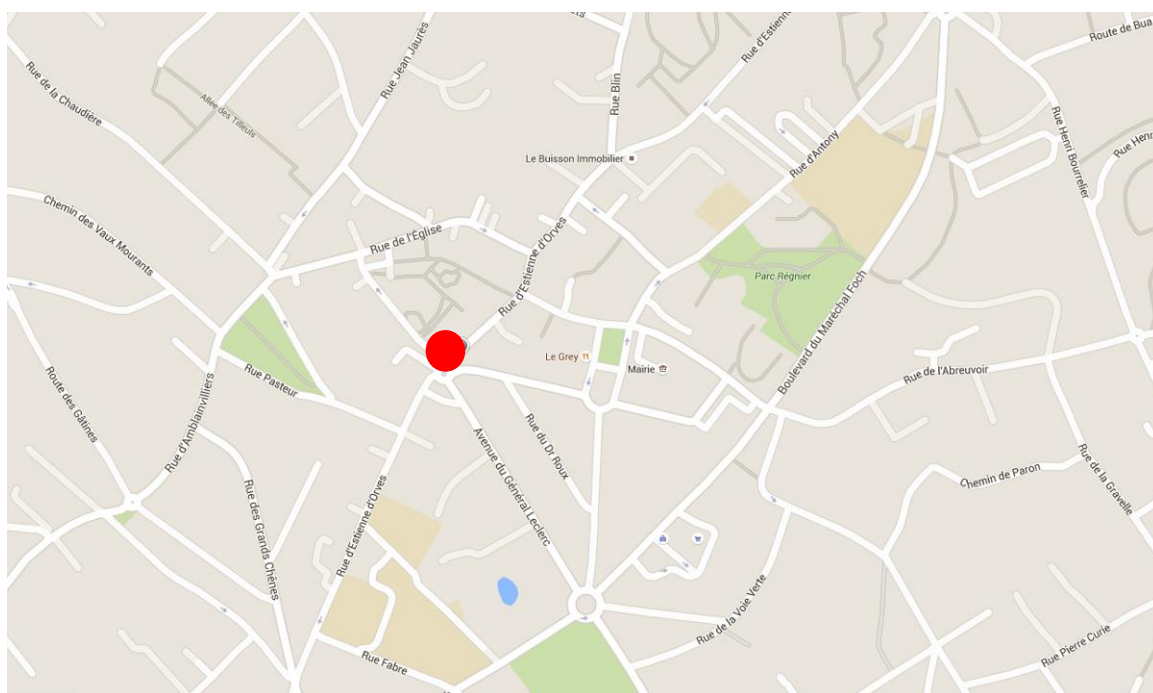 Rue de la Chaudière
Rue Jean Jaurès
Allée des Tilleuls
Rue Blin
Rue d'Estienne
Route de Bua
Rue d'Antony
Rue Henri Bourrelier
Rue Henr
Le Buisson Immobilier
Chemin des Vaux Mourants
Rue de l'Église
Rue d'Estienne d'Orves
Parc Régnier
Boulevard du Maréchal Foch
Le Grey
Mairie
Rue de l'Abreuvoir
Rue Pasteur
Route des Gâtines
Rue d'Amblainvilliers
Rue du Dr Roux
Avenue du Général Leclerc
Chemin de Paron
Rue de la Gravelle
Rue des Grands Chênes
Rue d'Estienne d'Orves
Rue de la Voie Verte
Rue Pierre Curie
Rue Fabre